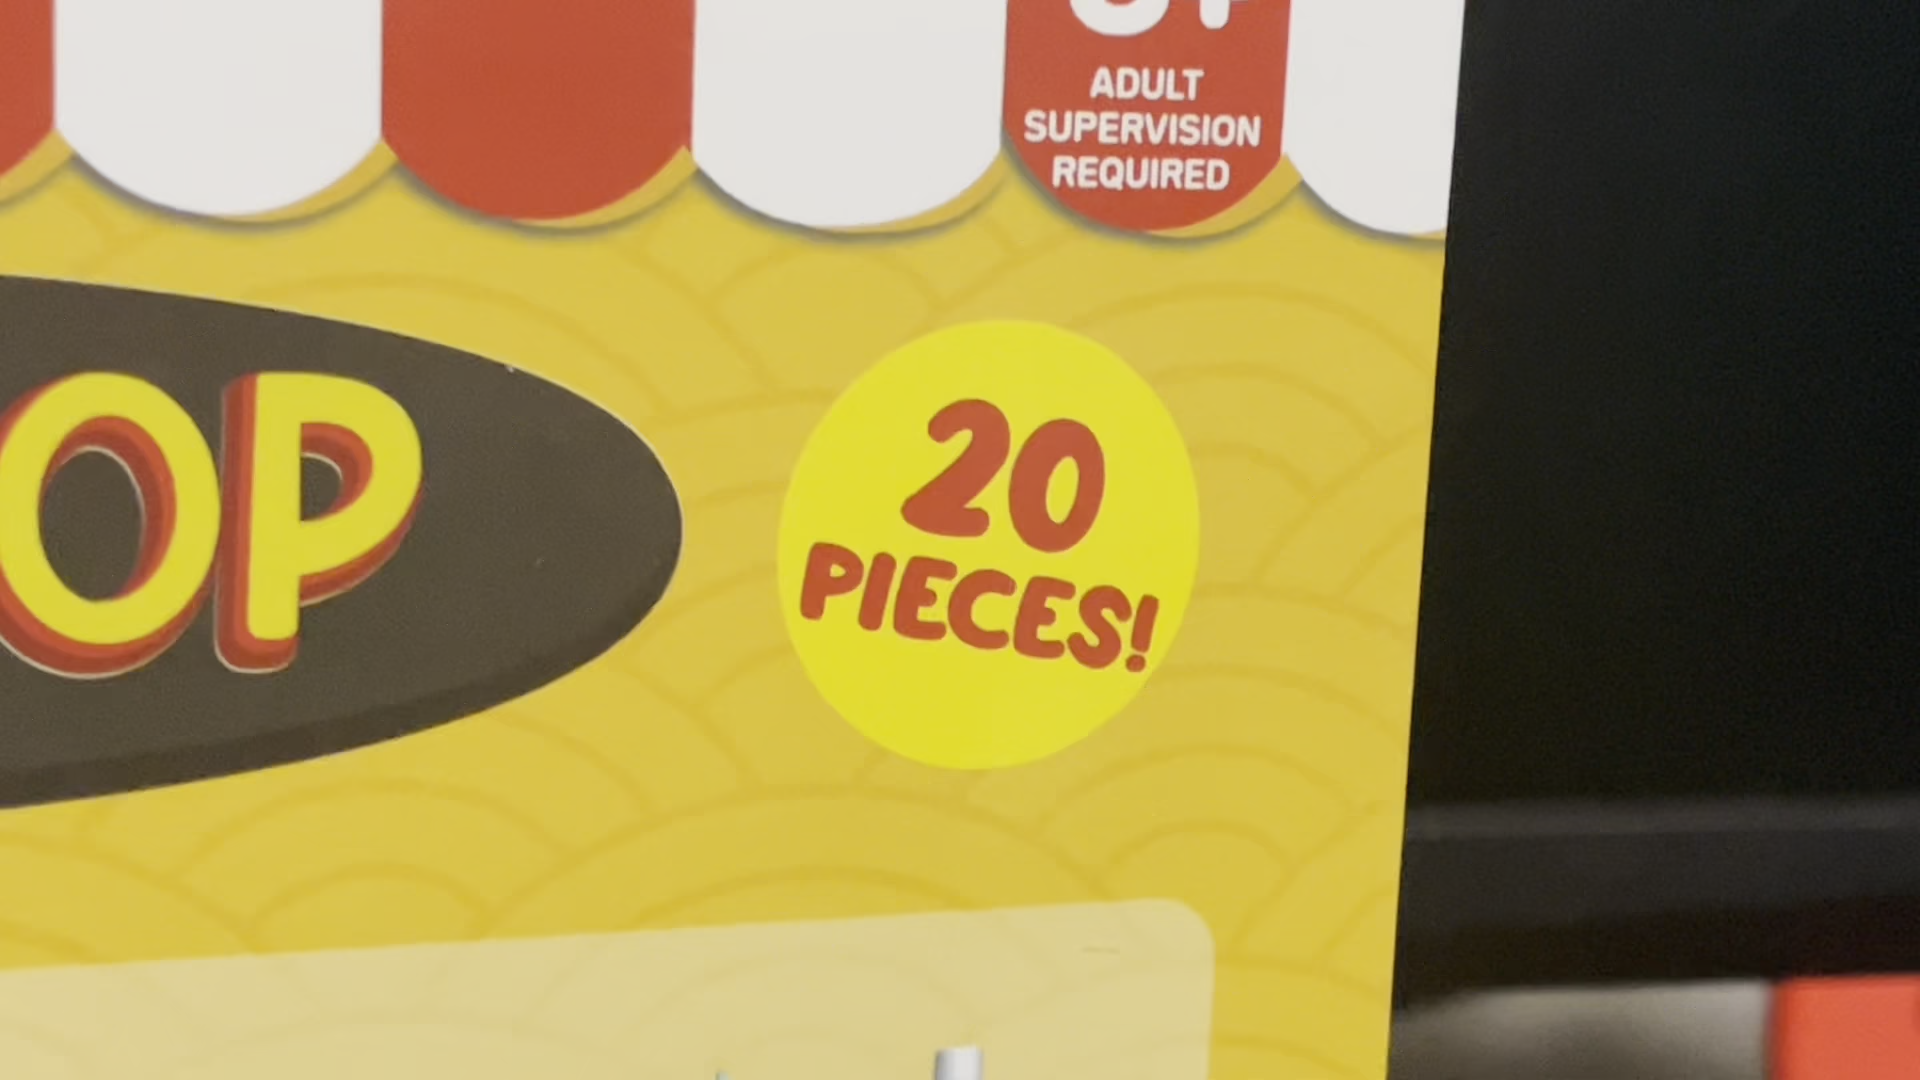 ADULT
SUPERVISION
REQUIRED
OP
20
PIECES!